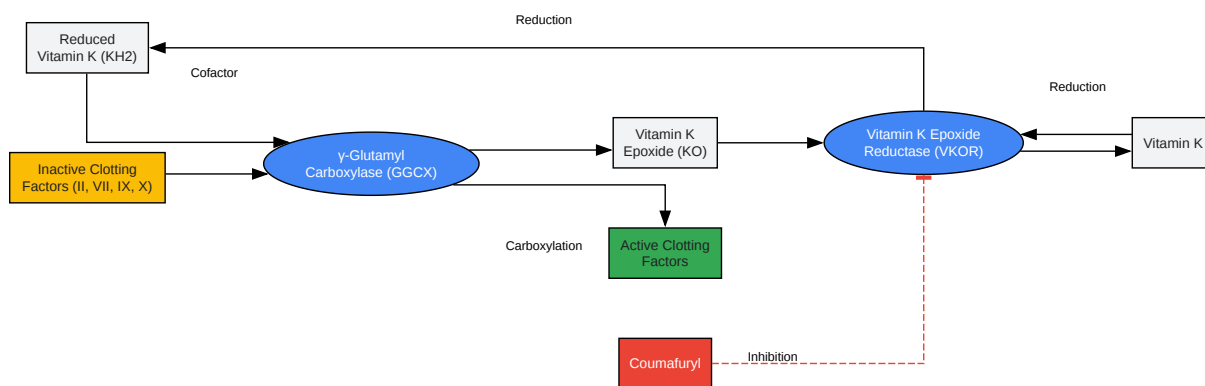 Reduction
Reduced
Vitamin K (KH2)
Cofactor
Reduction
Vitamin K
Epoxide (KO)
Vitamin K Epoxide
Reductase (VKOR)
Vitamin K
γ-Glutamyl
Carboxylase (GGCX)
Inactive Clotting
Factors (II, VII, IX, X)
Carboxylation
Active Clotting
Factors
Inhibition
Coumafuryl